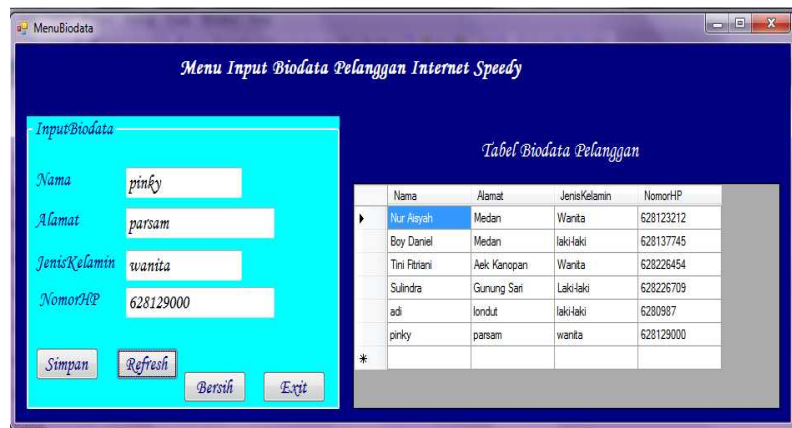 MenuBiodata
Menu Input Biodata Pelanggan Internet Speedy
InputBiodata
Nama pinky
Alamat parsam
JenisKelamin wanita
NomorHP 628129000
Simpan Refresh
Bersih Exit
Tabel Biodata Pelanggan
Nama Alamat JenisKelamin NomorHP
Nur Aisyah Medan Wanita 628123212
Boy Daniel Medan laki-laki 628137745
Tini Fitriani Aek Kanopan Wanita 628226454
Sulindra Gunung Sari Laki-laki 628226709
adi londut laki-laki 6280987
pinky parsam wanita 628129000